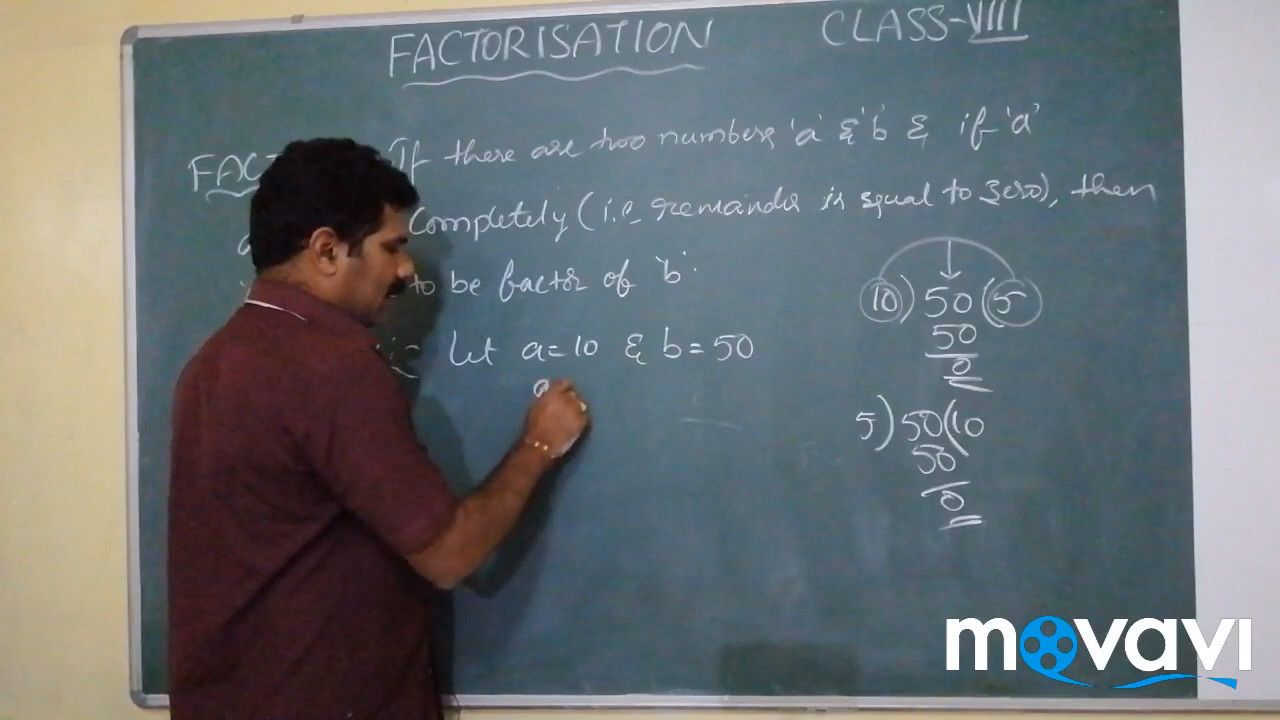 FACTORISATION CLASS-VIII
If there are two numbers 'a' & 'b' & if 'a'
completely (i.e, remainder is equal to zero), then
to be factor of 'b'.
Let a=10 & b=50
a
10) 50 (5
50
0
5) 50 (10
50
0
movavi